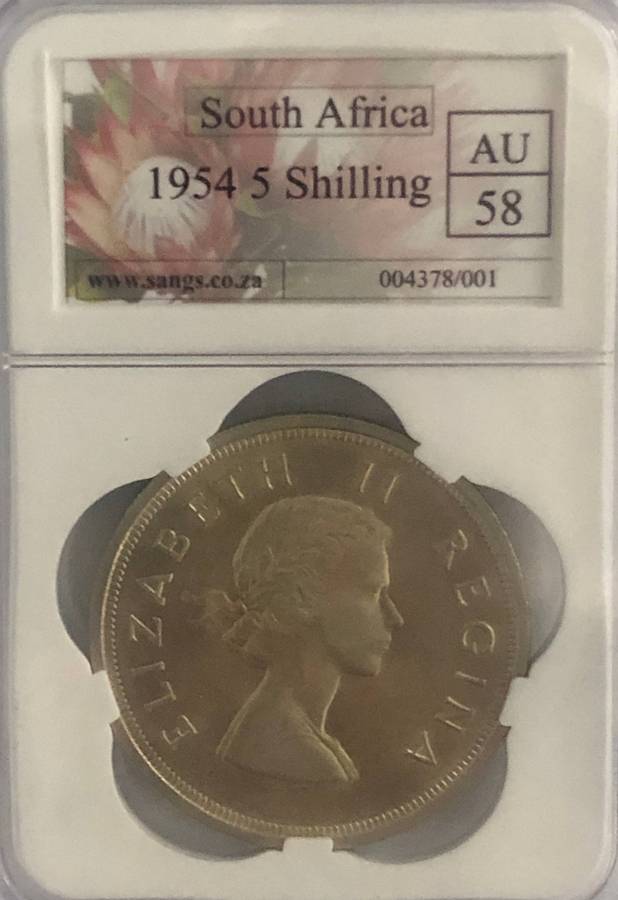 South Africa
1954 5 Shilling
AU
58
www.sangs.co.za
004378/001
ELIZABETH II REGINA